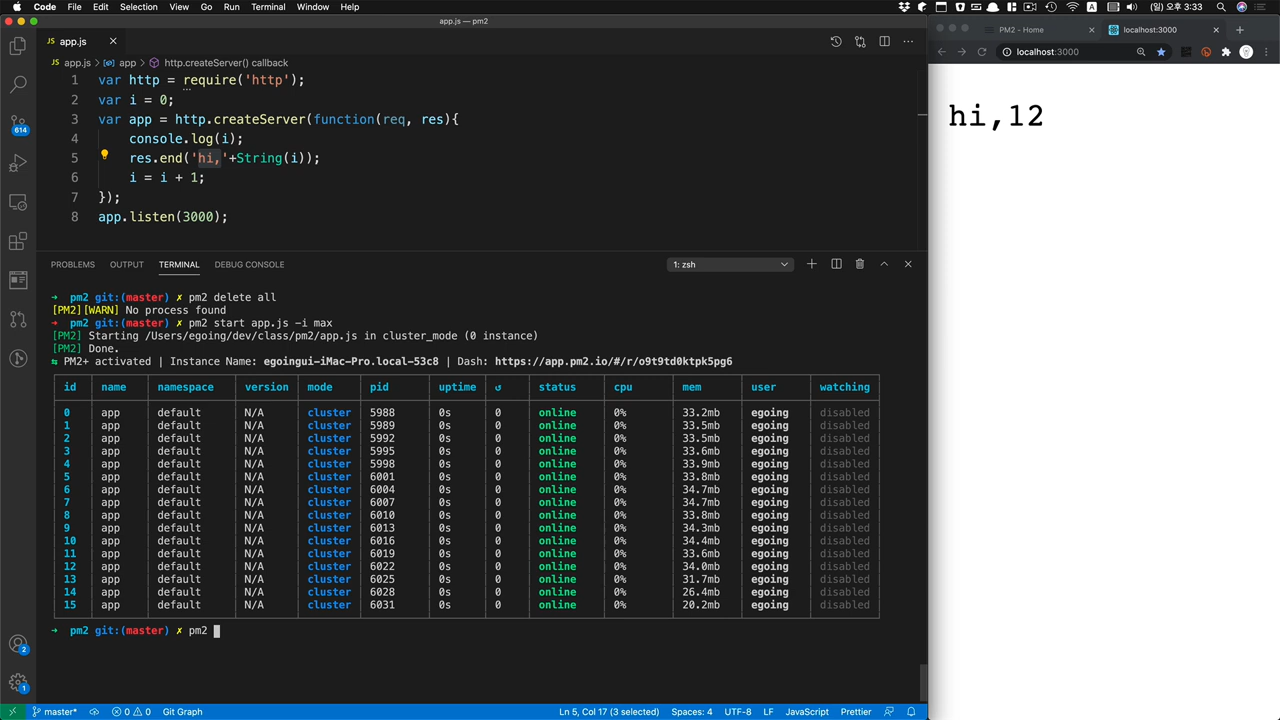 Code File Edit Selection View Go Run Terminal Window Help
A (일 오후 3:33
app.js — pm2
app.js
app.js > app > http.createServer() callback
1 var http = require('http');
2 var i = 0;
3 var app = http.createServer(function(req, res){
4 console.log(i);
5 res.end('hi,'+String(i));
6 i = i + 1;
7 });
8 app.listen(3000);
614
PROBLEMS OUTPUT TERMINAL DEBUG CONSOLE 1: zsh
➜ pm2 git:(master) ✗ pm2 delete all
[PM2][WARN] No process found
➜ pm2 git:(master) ✗ pm2 start app.js -i max
[PM2] Starting /Users/egoing/dev/class/pm2/app.js in cluster_mode (0 instance)
[PM2] Done.
⇆ PM2+ activated | Instance Name: egoingui-iMac-Pro.local-53c8 | Dash: https://app.pm2.io/#/r/o9t9td0ktpk5pg6
id name namespace version mode pid uptime ↺ status cpu mem user watching
0 app default N/A cluster 5988 0s 0 online 0% 33.2mb egoing disabled
1 app default N/A cluster 5989 0s 0 online 0% 33.5mb egoing disabled
2 app default N/A cluster 5992 0s 0 online 0% 33.5mb egoing disabled
3 app default N/A cluster 5995 0s 0 online 0% 33.6mb egoing disabled
4 app default N/A cluster 5998 0s 0 online 0% 33.9mb egoing disabled
5 app default N/A cluster 6001 0s 0 online 0% 33.8mb egoing disabled
6 app default N/A cluster 6004 0s 0 online 0% 34.7mb egoing disabled
7 app default N/A cluster 6007 0s 0 online 0% 34.7mb egoing disabled
8 app default N/A cluster 6010 0s 0 online 0% 33.8mb egoing disabled
9 app default N/A cluster 6013 0s 0 online 0% 34.3mb egoing disabled
10 app default N/A cluster 6016 0s 0 online 0% 34.4mb egoing disabled
11 app default N/A cluster 6019 0s 0 online 0% 33.6mb egoing disabled
12 app default N/A cluster 6022 0s 0 online 0% 34.0mb egoing disabled
13 app default N/A cluster 6025 0s 0 online 0% 31.7mb egoing disabled
14 app default N/A cluster 6028 0s 0 online 0% 26.4mb egoing disabled
15 app default N/A cluster 6031 0s 0 online 0% 20.2mb egoing disabled
➜ pm2 git:(master) ✗ pm2
2
1
master* 0 0 Git Graph Ln 5, Col 17 (3 selected) Spaces: 4 UTF-8 LF JavaScript Prettier
PM2 - Home localhost:3000
localhost:3000
hi,12